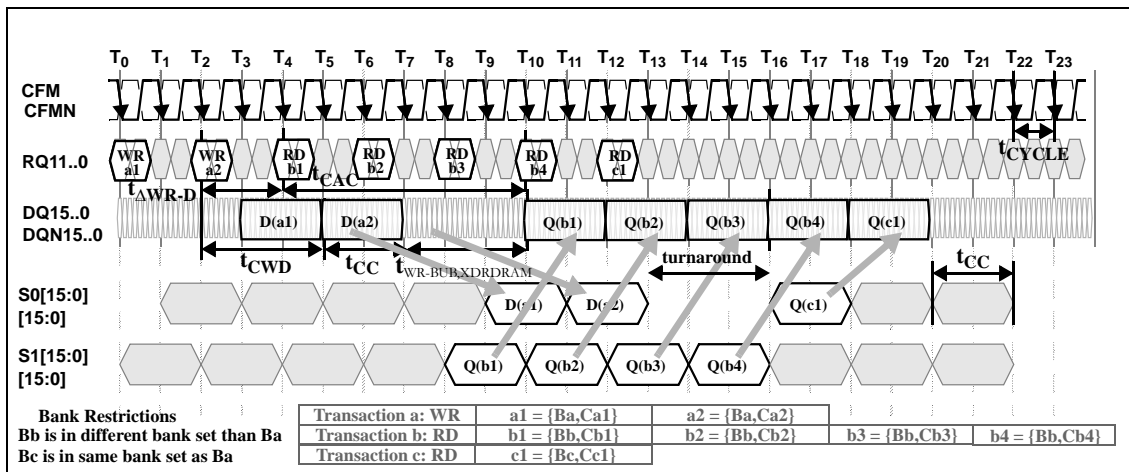 T0 T1 T2 T3 T4 T5 T6 T7 T8 T9 T10 T11 T12 T13 T14 T15 T16 T17 T18 T19 T20 T21 T22 T23
CFM
CFMN
RQ11..0
WR a1
WR a2
RD b1
RD b2
RD b3
RD b4
RD c1
tCYCLE
tΔWR-D
tCAC
DQ15..0
DQN15..0
D(a1) D(a2) Q(b1) Q(b2) Q(b3) Q(b4) Q(c1)
tCWD
tCC
tWR-BUB,XDRDRAM
turnaround
tCC
S0[15:0]
[15:0]
D(a1) D(a2) Q(c1)
S1[15:0]
[15:0]
Q(b1) Q(b2) Q(b3) Q(b4)
Bank Restrictions
Bb is in different bank set than Ba
Bc is in same bank set as Ba
Transaction a: WR a1 = {Ba,Ca1} a2 = {Ba,Ca2}
Transaction b: RD b1 = {Bb,Cb1} b2 = {Bb,Cb2} b3 = {Bb,Cb3} b4 = {Bb,Cb4}
Transaction c: RD c1 = {Bc,Cc1}